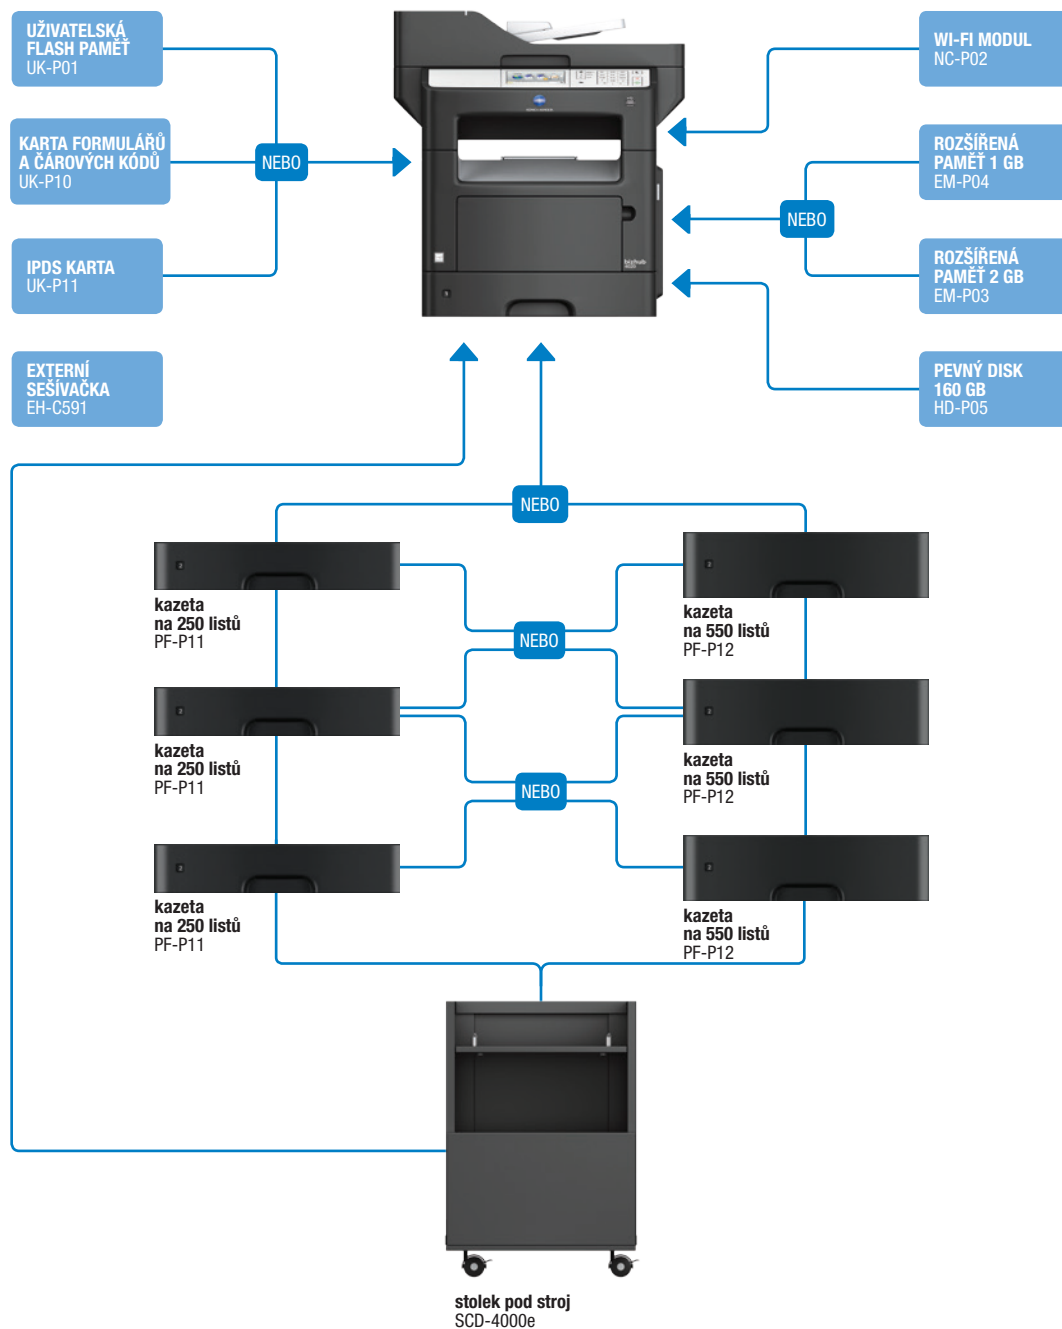 UŽIVATELSKÁ
FLASH PAMĚŤ
UK-P01
KARTA FORMULÁŘŮ
A ČÁROVÝCH KÓDŮ
UK-P10
IPDS KARTA
UK-P11
EXTERNÍ
SEŠÍVAČKA
EH-C591
NEBO
WI-FI MODUL
NC-P02
ROZŠÍŘENÁ
PAMĚŤ 1 GB
EM-P04
NEBO
ROZŠÍŘENÁ
PAMĚŤ 2 GB
EM-P03
PEVNÝ DISK
160 GB
HD-P05
bizhub
NEBO
kazeta
na 250 listů
PF-P11
kazeta
na 550 listů
PF-P12
NEBO
kazeta
na 250 listů
PF-P11
kazeta
na 550 listů
PF-P12
NEBO
kazeta
na 250 listů
PF-P11
kazeta
na 550 listů
PF-P12
stolek pod stroj
SCD-4000e